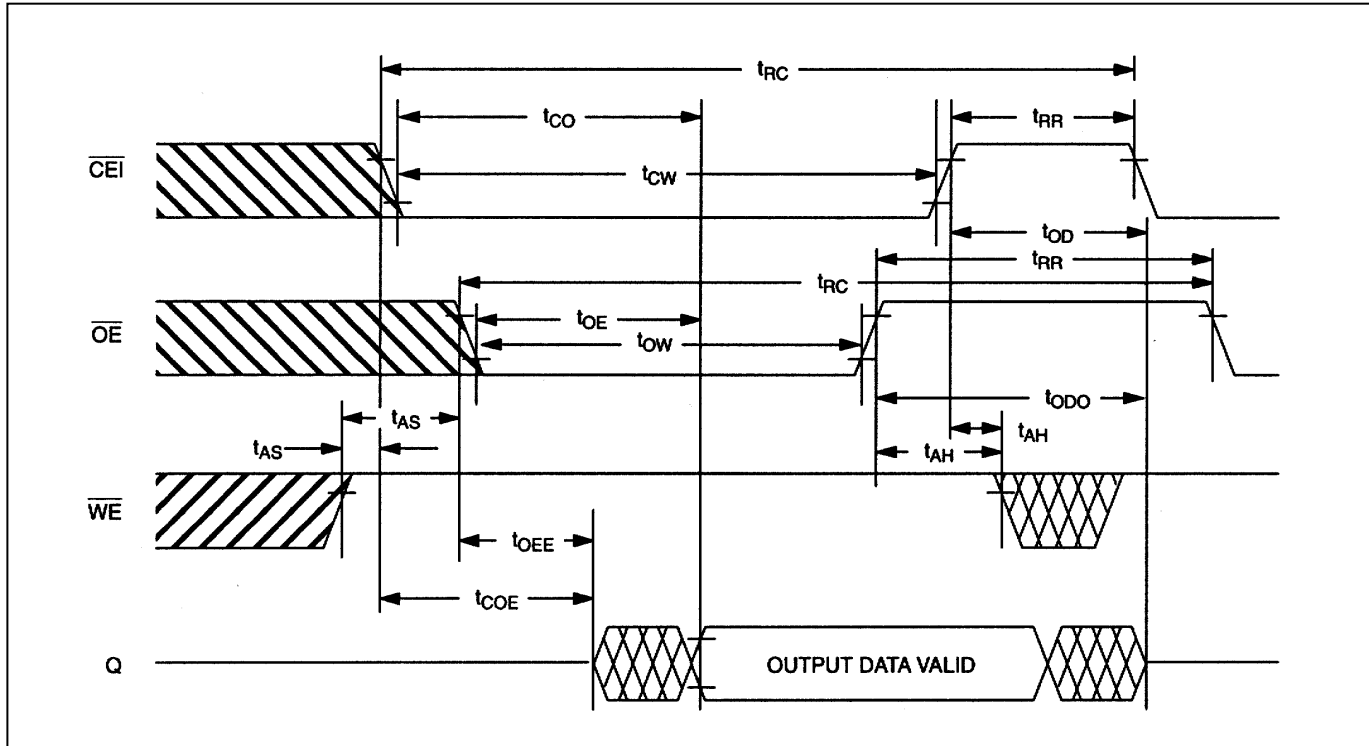 tRC
tCO
tRR
CEI
tCW
tOD
tRR
tRC
OE
tOE
tOW
tODO
tAS
tAH
tAS
tAH
WE
tOEE
tCOE
Q
OUTPUT DATA VALID